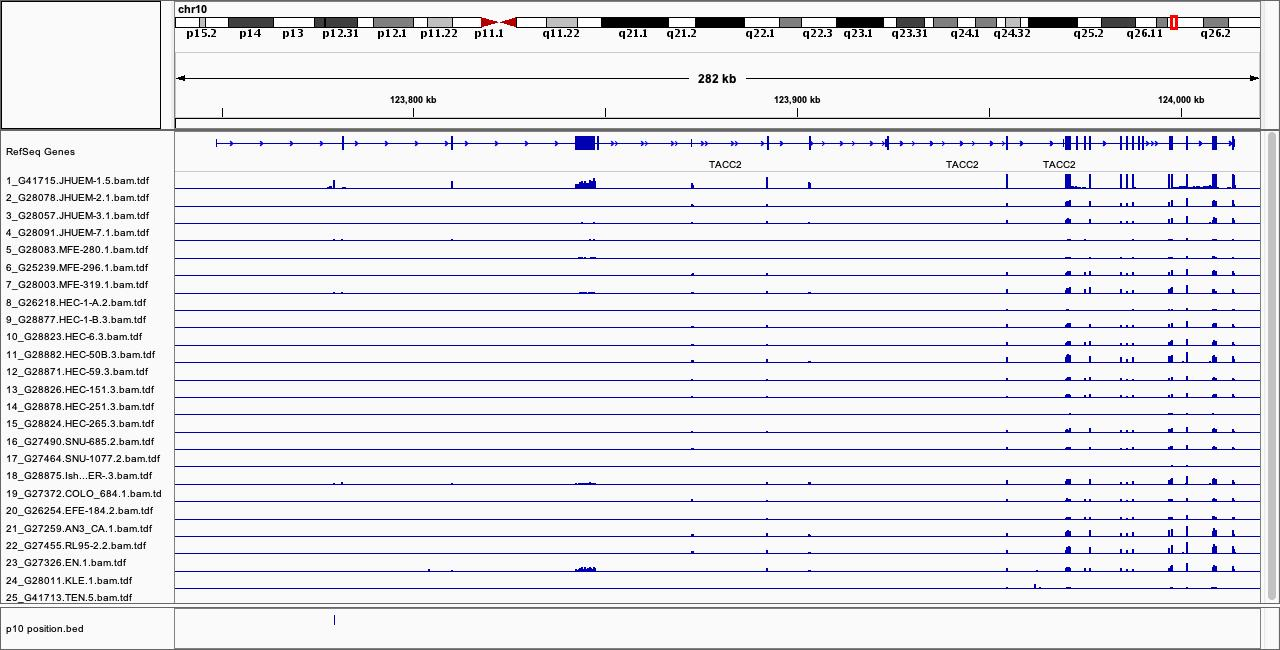 chr10
p15.2 p14 p13 p12.31 p12.1 p11.22 p11.1 q11.22 q21.1 q21.2 q22.1 q22.3 q23.1 q23.31 q24.1 q24.32 q25.2 q26.11 q26.2
282 kb
123,800 kb 123,900 kb 124,000 kb
RefSeq Genes
TACC2 TACC2 TACC2
1_G41715.JHUEM-1.5.bam.tdf
2_G28078.JHUEM-2.1.bam.tdf
3_G28057.JHUEM-3.1.bam.tdf
4_G28091.JHUEM-7.1.bam.tdf
5_G28083.MFE-280.1.bam.tdf
6_G25239.MFE-296.1.bam.tdf
7_G28003.MFE-319.1.bam.tdf
8_G26218.HEC-1-A.2.bam.tdf
9_G28877.HEC-1-B.3.bam.tdf
10_G28823.HEC-6.3.bam.tdf
11_G28882.HEC-50B.3.bam.tdf
12_G28871.HEC-59.3.bam.tdf
13_G28826.HEC-151.3.bam.tdf
14_G28878.HEC-251.3.bam.tdf
15_G28824.HEC-265.3.bam.tdf
16_G27490.SNU-685.2.bam.tdf
17_G27464.SNU-1077.2.bam.tdf
18_G28875.Ish...ER-.3.bam.tdf
19_G27372.COLO_684.1.bam.td
20_G26254.EFE-184.2.bam.tdf
21_G27259.AN3_CA.1.bam.tdf
22_G27455.RL95-2.2.bam.tdf
23_G27326.EN.1.bam.tdf
24_G28011.KLE.1.bam.tdf
25_G41713.TEN.5.bam.tdf
p10 position.bed